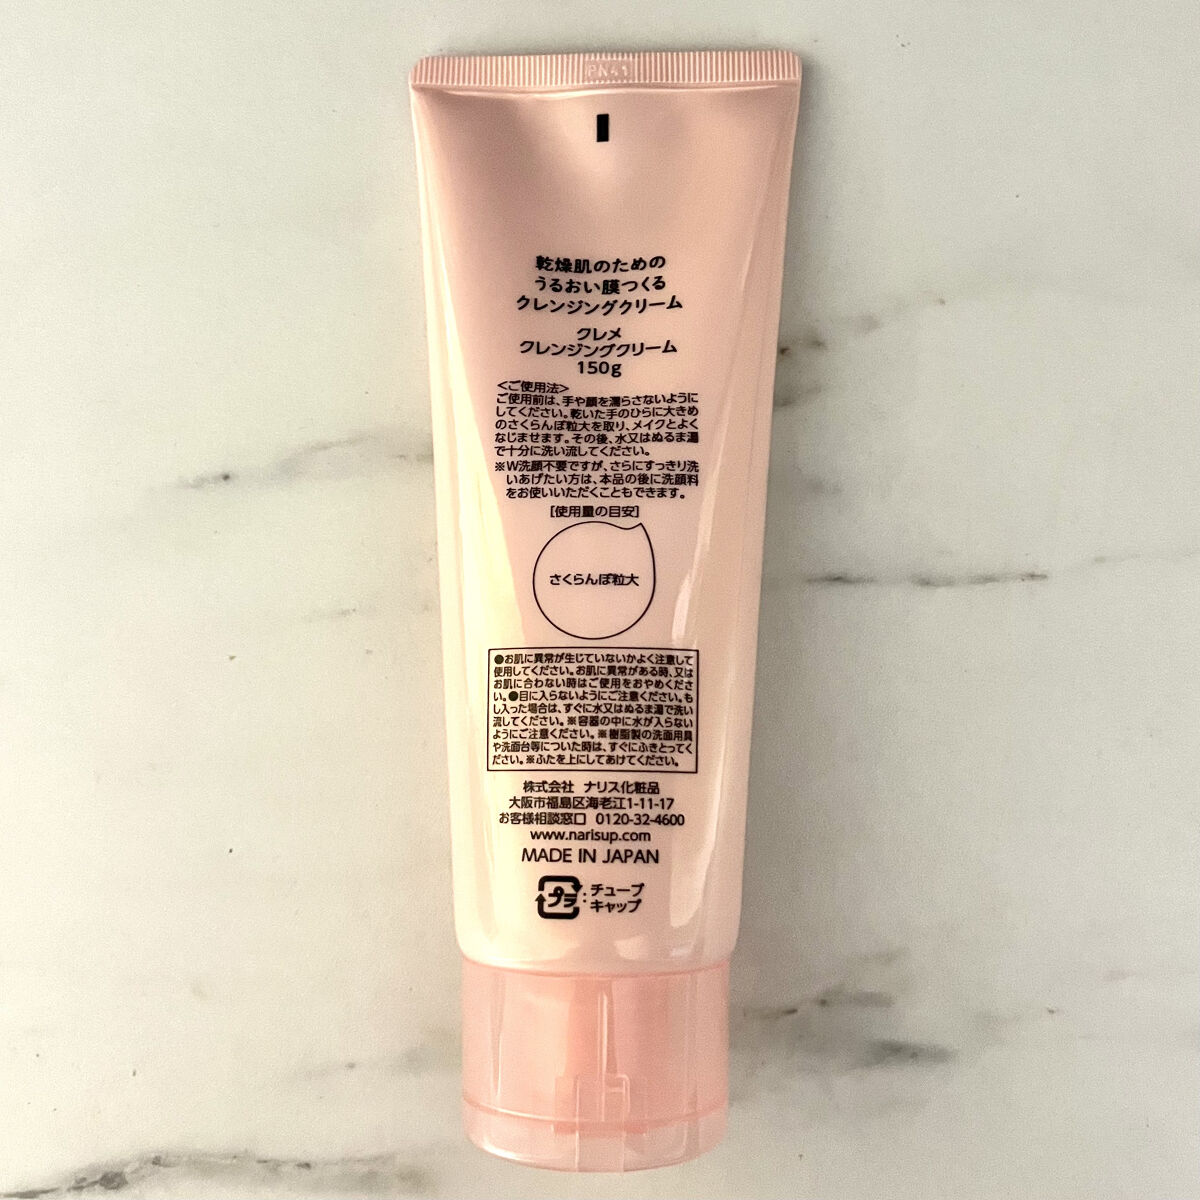 PN41
乾燥肌のための
うるおい膜つくる
クレンジングクリーム
クレメ
クレンジングクリーム
150g
<ご使用法>
ご使用前は、手や顔を濡らさないように
してください。乾いた手のひらに大きめ
のさくらんぼ粒大を取り、メイクとよく
なじませます。その後、水又はぬるま湯
で十分に洗い流してください。
※W洗顔不要ですが、さらにすっきり洗
いあげたい方は、本品の後に洗顔料
をお使いいただくこともできます。
[使用量の目安]
さくらんぼ粒大
●お肌に異常が生じていないかよく注意して
使用してください。お肌に異常がある時、又は
お肌に合わない時はご使用をおやめくださ
い。●目に入らないようにご注意ください。も
し入った場合は、すぐに水又はぬるま湯で洗い
流してください。※容器の中に水が入らない
ようにご注意ください。※樹脂製の洗面用具
や洗面台等についた時は、すぐにふきとってく
ださい。※ふたを上にしてあけてください。
株式会社 ナリス化粧品
大阪市福島区海老江1-11-17
お客様相談窓口 0120-32-4600
www.narisup.com
MADE IN JAPAN
プラ:チューブ
キャップ